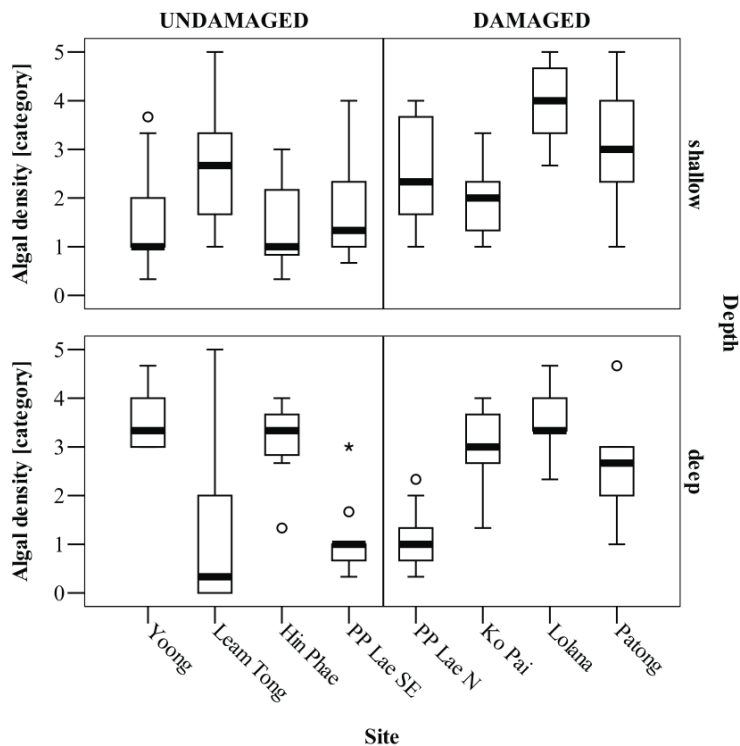 UNDAMAGED DAMAGED
Algal density [category]
5
4
3
2
1
0
shallow
Depth
Algal density [category]
5
4
3
2
1
0
deep
Yoong
Leam Tong
Hin Phae
PP Lae SE
PP Lae N
Ko Pai
Lolana
Patong
Site